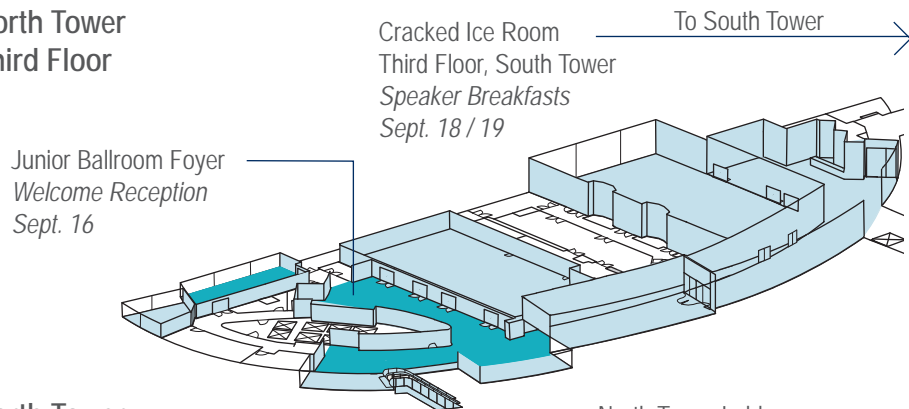 orth Tower
hird Floor
Cracked Ice Room
Third Floor, South Tower
Speaker Breakfasts
Sept. 18 / 19
To South Tower
Junior Ballroom Foyer
Welcome Reception
Sept. 16